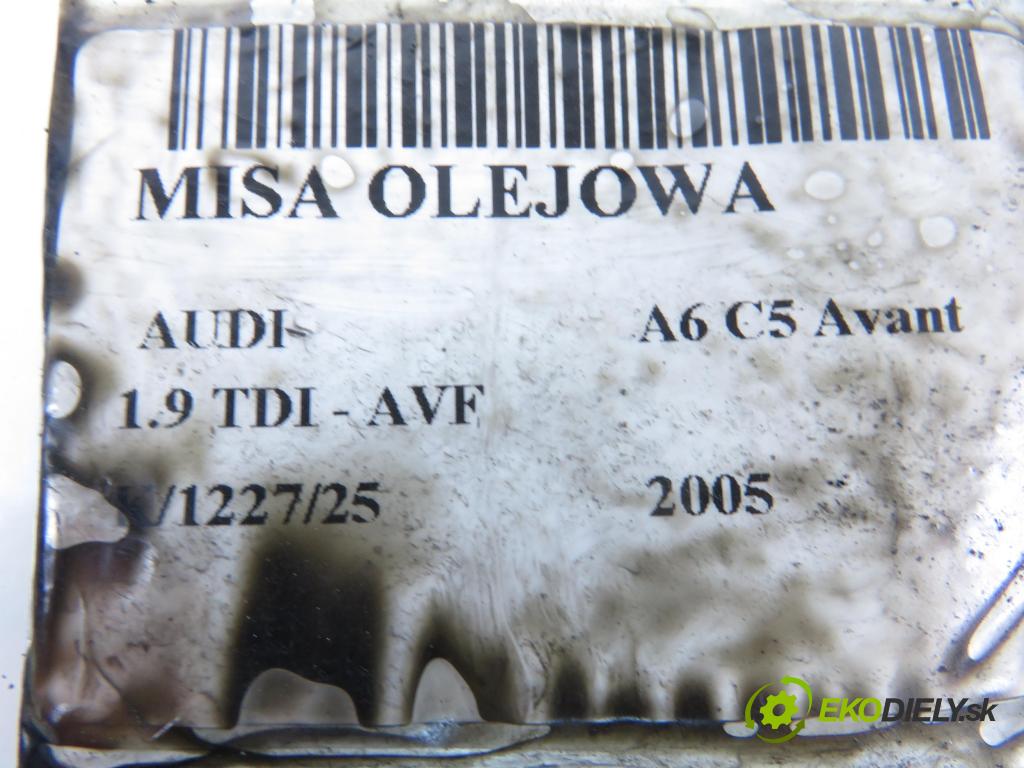 MISA OLEJOWA
AUDI A6 C5 Avant
1.9 TDI - AVF
/1227/25 2005
EKODIELY.sk